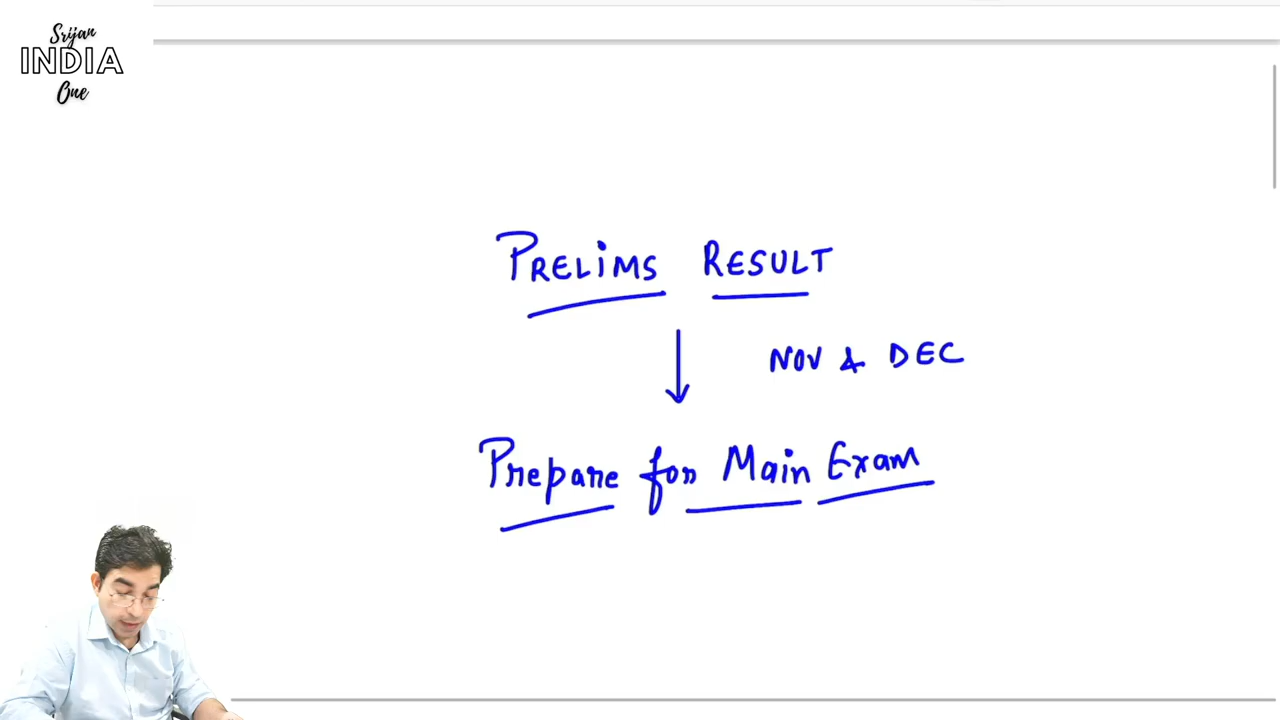 Srijan
INDIA
One
PRELIMS RESULT
NOV & DEC
Prepare for Main Exam